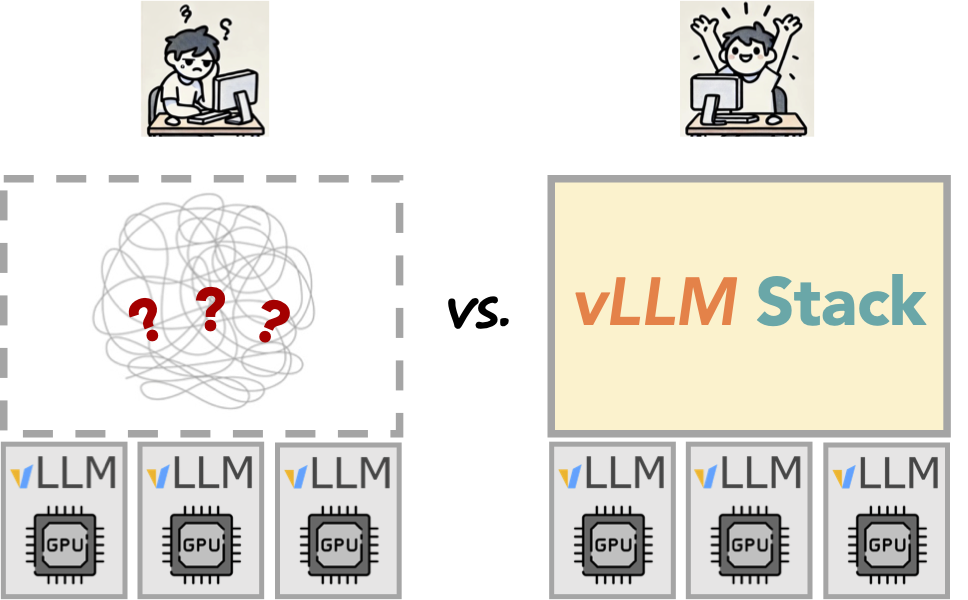 ? ?
? ? ?
vs.
vLLM Stack
vLLM vLLM vLLM vLLM vLLM vLLM
GPU GPU GPU GPU GPU GPU